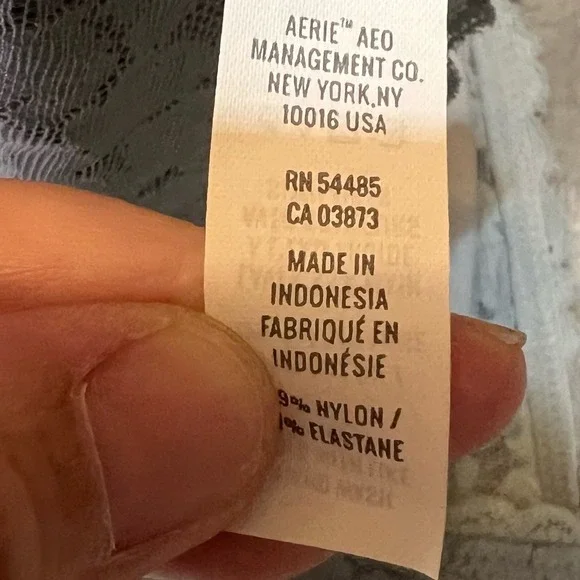 AERIE™ AEO
MANAGEMENT CO.
NEW YORK,NY
10016 USA
RN 54485
CA 03873
MADE IN
INDONESIA
FABRIQUÉ EN
INDONÉSIE
9% NYLON /
% ELASTANE